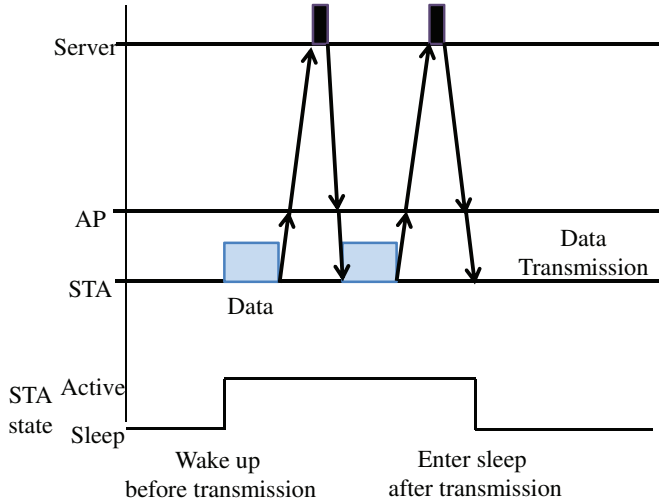 Server
AP
Data
Transmission
STA
Data
Active
STA
state
Sleep
Wake up
before transmission
Enter sleep
after transmission